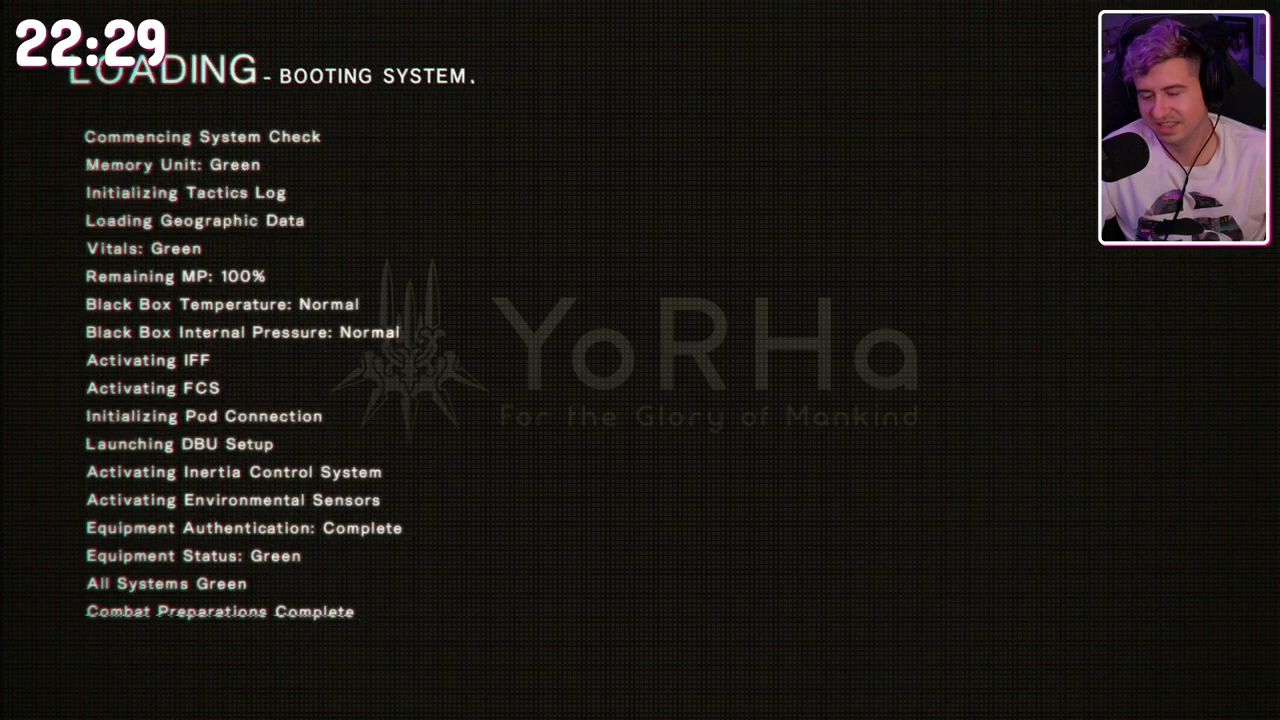 22:29
LOADING - BOOTING SYSTEM.
Commencing System Check
Memory Unit: Green
Initializing Tactics Log
Loading Geographic Data
Vitals: Green
Remaining MP: 100%
Black Box Temperature: Normal
Black Box Internal Pressure: Normal
Activating IFF
Activating FCS
Initializing Pod Connection
Launching DBU Setup
Activating Inertia Control System
Activating Environmental Sensors
Equipment Authentication: Complete
Equipment Status: Green
All Systems Green
Combat Preparations Complete
YoRHa
For the Glory of Mankind